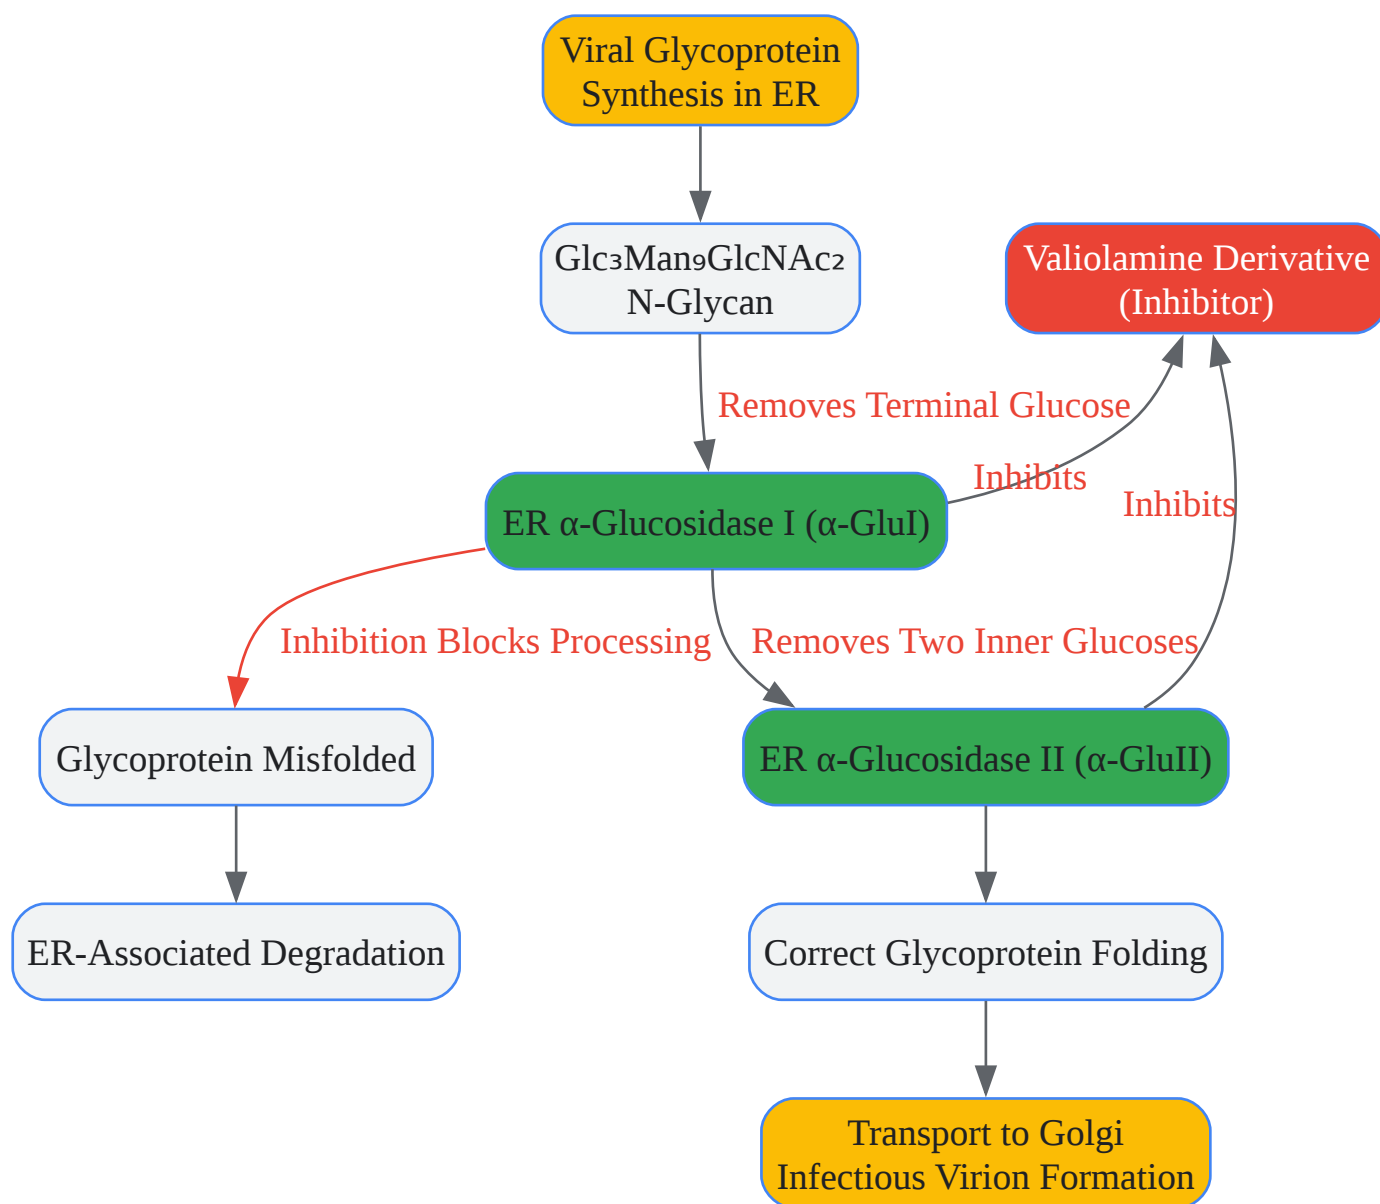 Viral Glycoprotein
Synthesis in ER
Glc₃Man₉GlcNAc₂
N-Glycan
Valiolamine Derivative
(Inhibitor)
Removes Terminal Glucose
Inhibits
Inhibits
ER α-Glucosidase I (α-GluI)
Inhibition Blocks Processing
Removes Two Inner Glucoses
Glycoprotein Misfolded
ER α-Glucosidase II (α-GluII)
ER-Associated Degradation
Correct Glycoprotein Folding
Transport to Golgi
Infectious Virion Formation